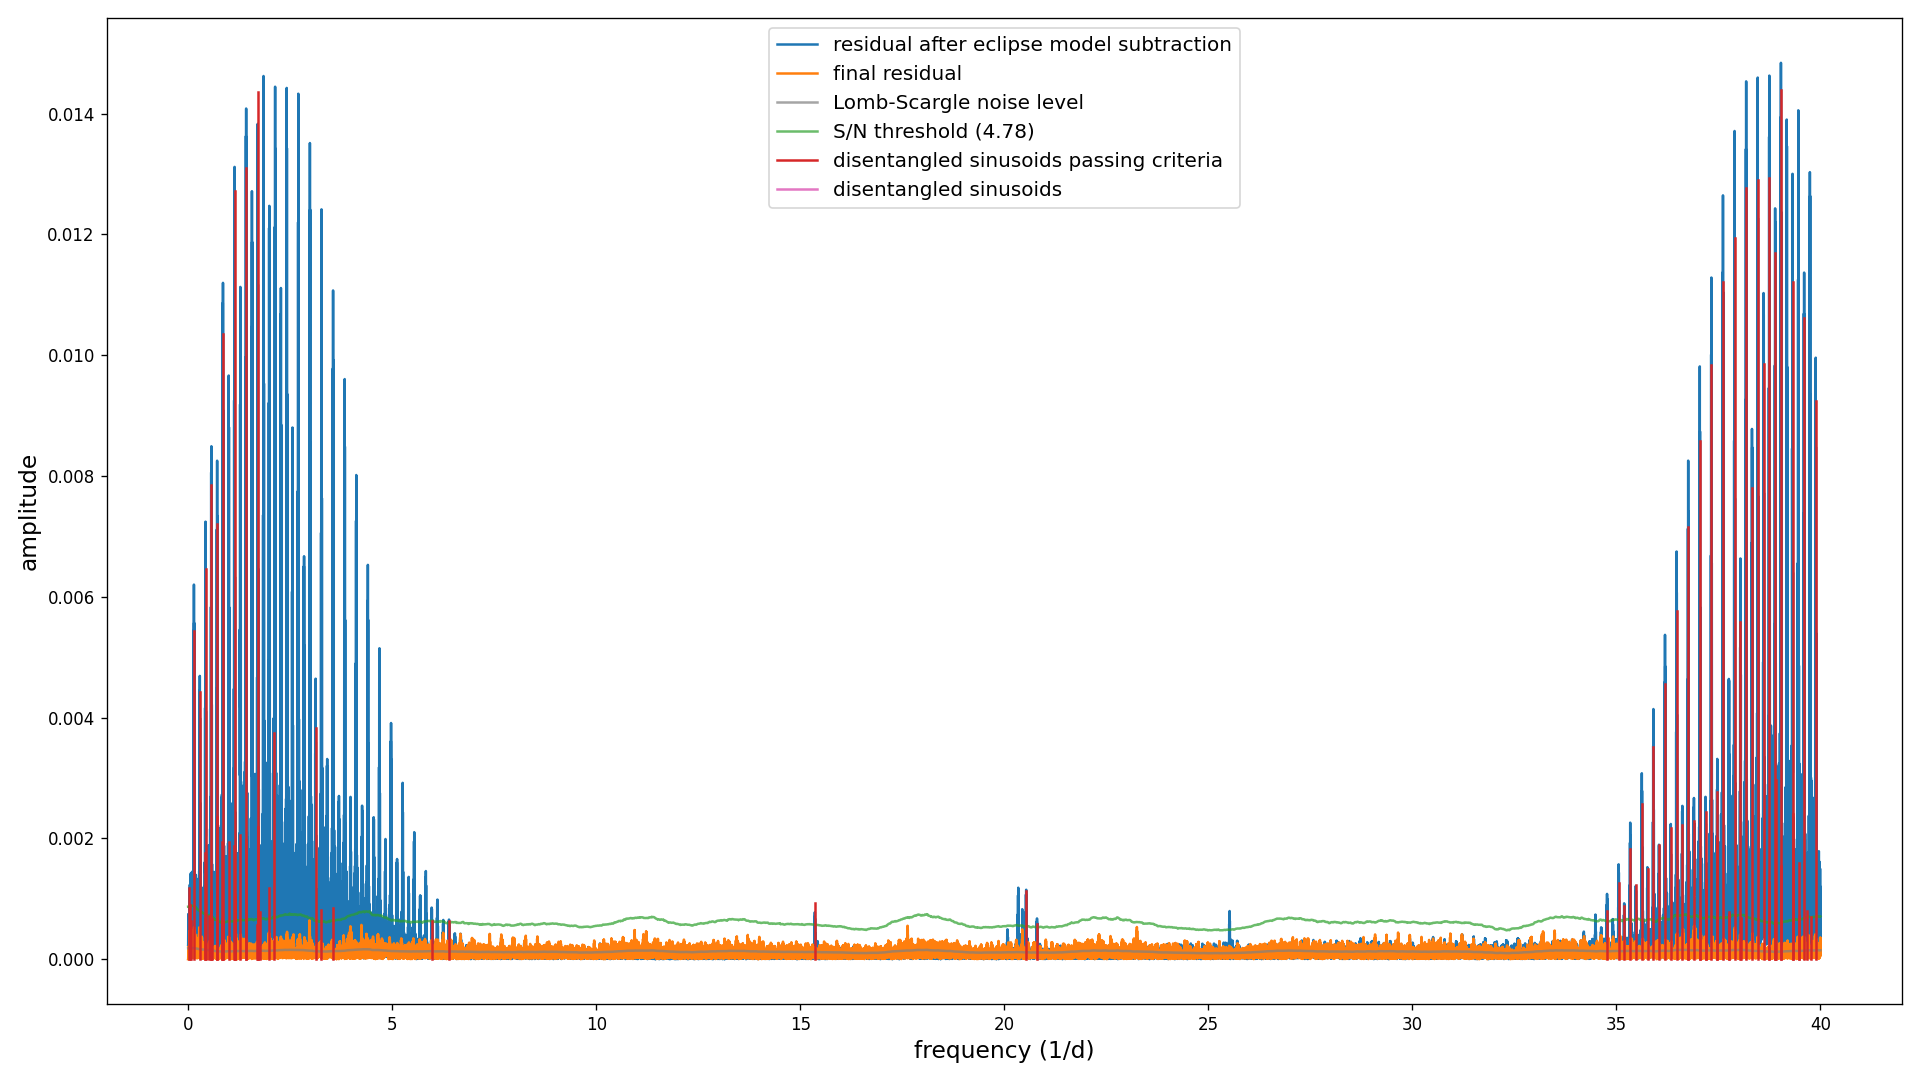 residual after eclipse model subtraction
final residual
Lomb-Scargle noise level
S/N threshold (4.78)
disentangled sinusoids passing criteria
disentangled sinusoids
0.014
0.012
0.010
0.008
0.006
0.004
0.002
0.000
amplitude
0 5 10 15 20 25 30 35 40
frequency (1/d)